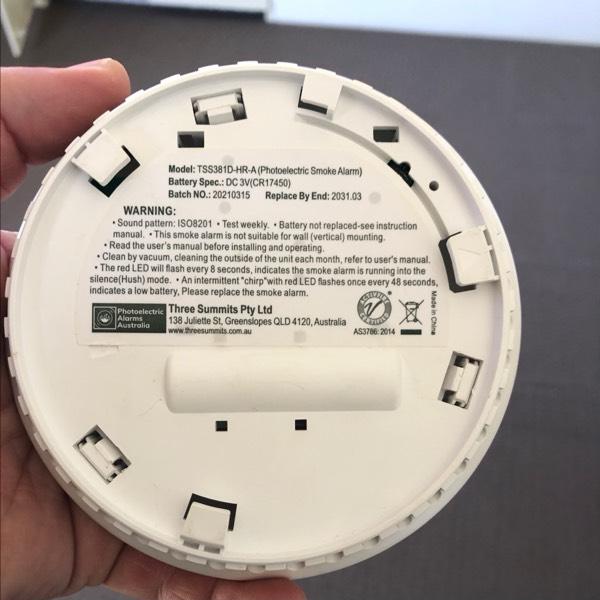 Model: TSS381D-HR-A (Photoelectric Smoke Alarm)
Battery Spec.: DC 3V(CR17450)
Batch NO.: 20210315 Replace By End: 2031.03
WARNING:
• Sound pattern: ISO8201 • Test weekly. • Battery not replaced-see instruction
manual. • This smoke alarm is not suitable for wall (vertical) mounting.
• Read the user's manual before installing and operating.
• Clean by vacuum, cleaning the outside of the unit each month, refer to user's manual.
• The red LED will flash every 8 seconds, indicates the smoke alarm is running into the
silence(Hush) mode. • An intermittent "chirp"with red LED flashes once every 48 seconds,
indicates a low battery, Please replace the smoke alarm.
Photoelectric
Alarms
Australia
Three Summits Pty Ltd
138 Juliette St, Greenslopes QLD 4120, Australia
www.threesummits.com.au
AS3786: 2014
Made in China